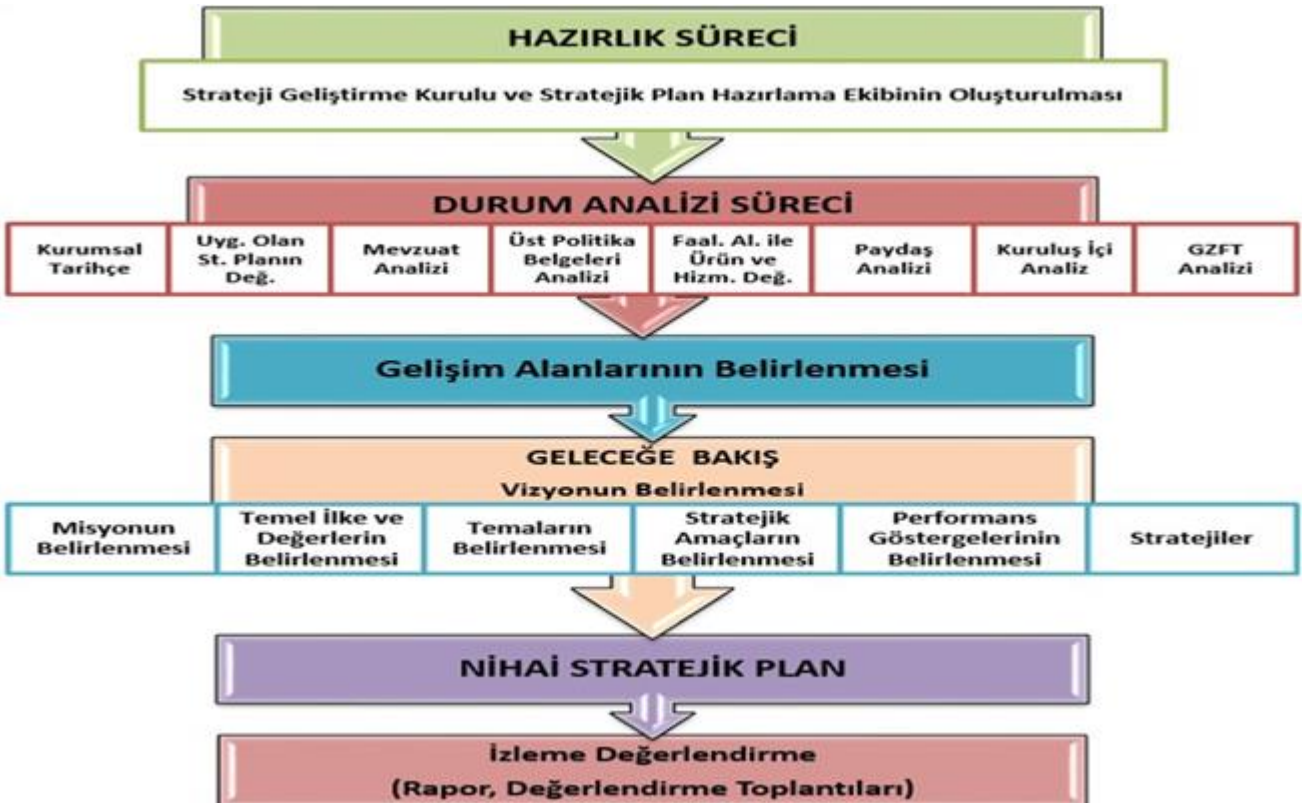 HAZIRLIK SÜRECİ
Strateji Geliştirme Kurulu ve Stratejik Plan Hazırlama Ekibinin Oluşturulması
DURUM ANALİZİ SÜRECİ
Kurumsal
Tarihçe
Uyg. Olan
St. Planın
Değ.
Mevzuat
Analizi
Üst Politika
Belgeleri
Analizi
Faal. Al. ile
Ürün ve
Hizm. Değ.
Paydaş
Analizi
Kuruluş İçi
Analiz
GZFT
Analizi
Gelişim Alanlarının Belirlenmesi
GELECEĞE BAKIŞ
Vizyonun Belirlenmesi
Misyonun
Belirlenmesi
Temel İlke ve
Değerlerin
Belirlenmesi
Temaların
Belirlenmesi
Stratejik
Amaçların
Belirlenmesi
Performans
Göstergelerinin
Belirlenmesi
Stratejiler
NİHAİ STRATEJİK PLAN
İzleme Değerlendirme
(Rapor, Değerlendirme Toplantıları)